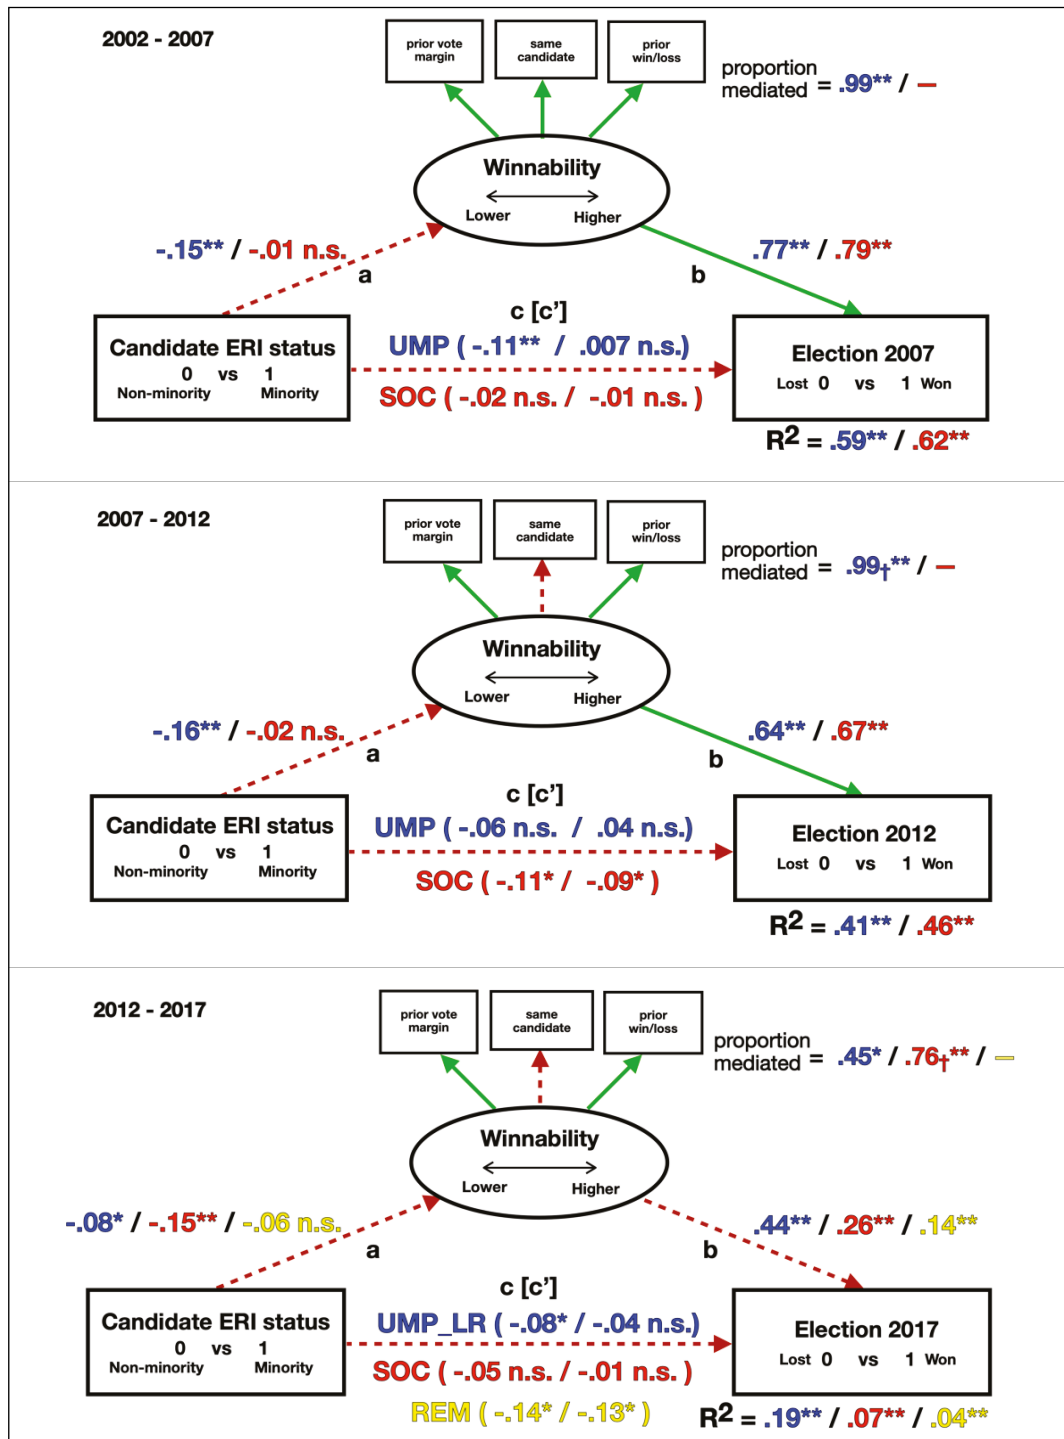 2002 - 2007
prior vote margin
same candidate
prior win/loss
proportion mediated = .99** / —
Winnability
Lower Higher
-.15** / -.01 n.s.
a
b
.77** / .79**
c [c']
Candidate ERI status
0 vs 1
Non-minority Minority
UMP ( -.11** / .007 n.s.)
SOC ( -.02 n.s. / -.01 n.s. )
Election 2007
Lost 0 vs 1 Won
R2 = .59** / .62**
2007 - 2012
prior vote margin
same candidate
prior win/loss
proportion mediated = .99†** / —
Winnability
Lower Higher
-.16** / -.02 n.s.
a
b
.64** / .67**
c [c']
Candidate ERI status
0 vs 1
Non-minority Minority
UMP ( -.06 n.s. / .04 n.s.)
SOC ( -.11* / -.09* )
Election 2012
Lost 0 vs 1 Won
R2 = .41** / .46**
2012 - 2017
prior vote margin
same candidate
prior win/loss
proportion mediated = .45* / .76†** / —
Winnability
Lower Higher
-.08* / -.15** / -.06 n.s.
a
b
.44** / .26** / .14**
c [c']
Candidate ERI status
0 vs 1
Non-minority Minority
UMP_LR ( -.08* / -.04 n.s.)
SOC ( -.05 n.s. / -.01 n.s.)
REM ( -.14* / -.13* )
Election 2017
Lost 0 vs 1 Won
R2 = .19** / .07** / .04**